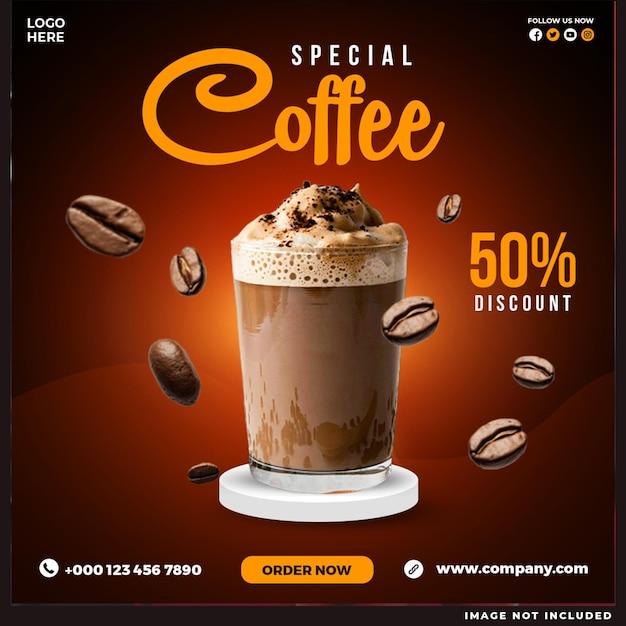 LOGO
HERE
FOLLOW US NOW
SPECIAL
Coffee
50%
DISCOUNT
+000 123 456 7890
ORDER NOW
www.company.com
IMAGE NOT INCLUDED